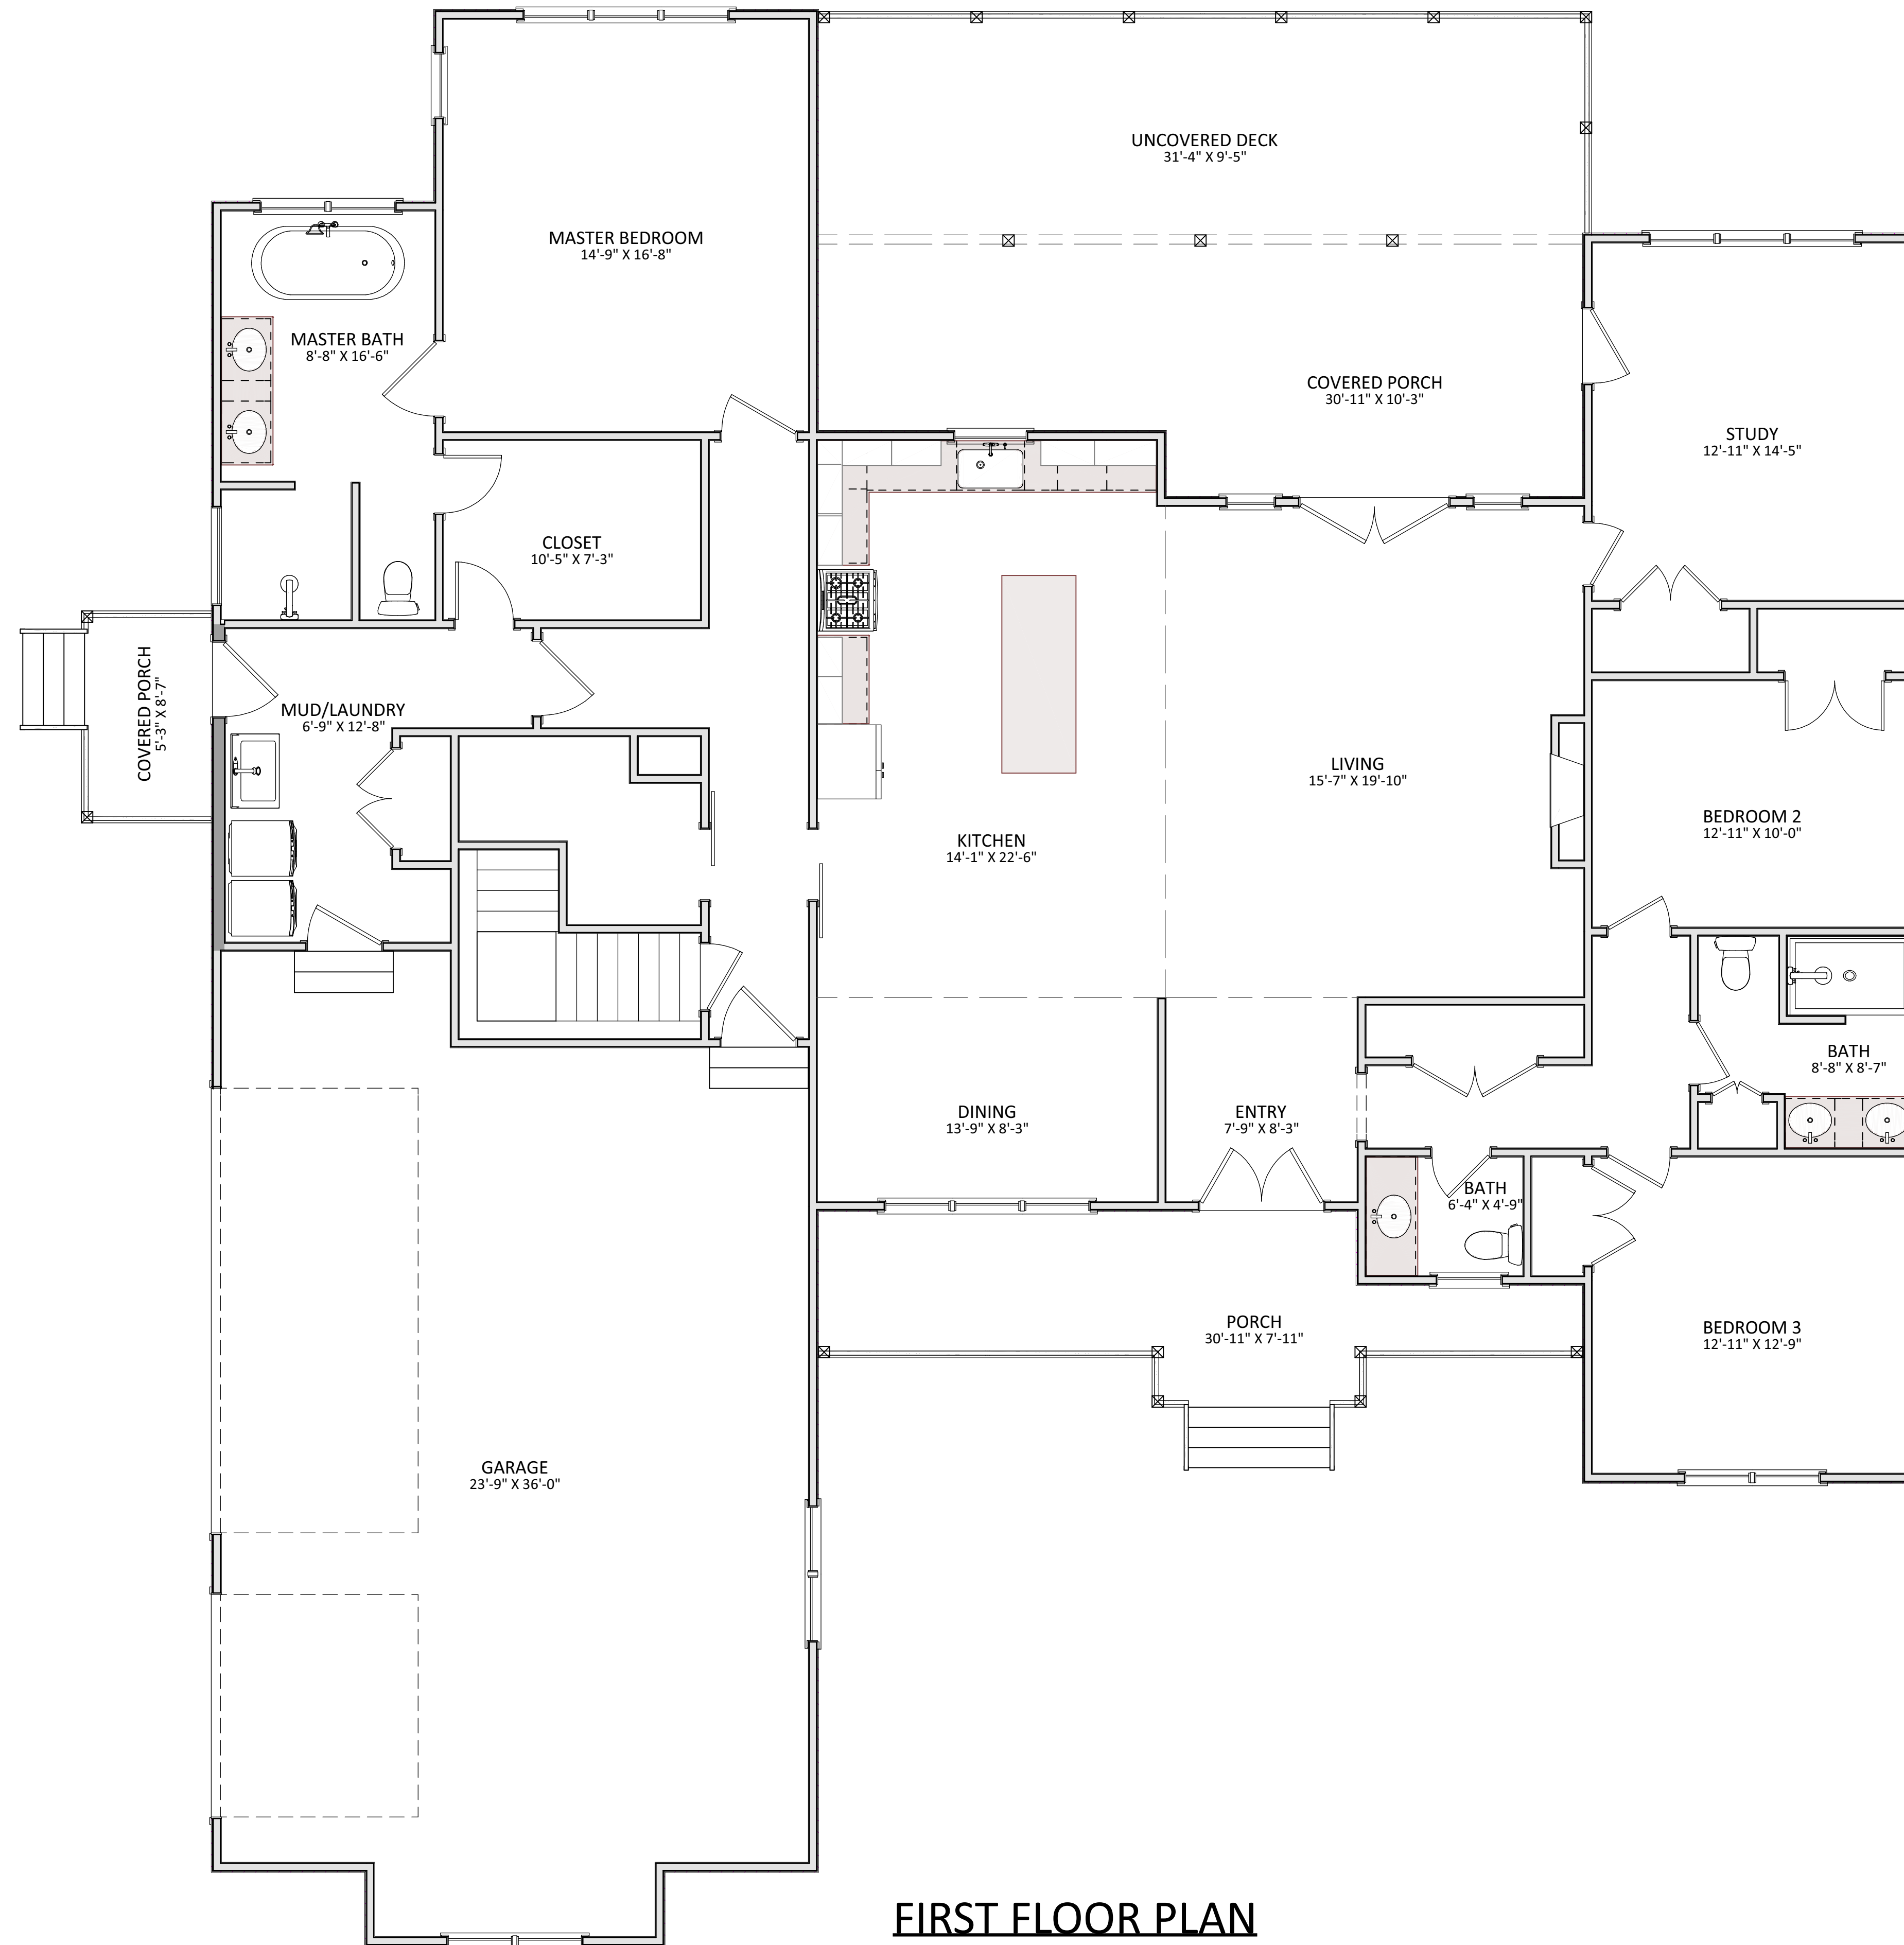 UNCOVERED DECK
31'-4" X 9'-5"
MASTER BEDROOM
14'-9" X 16'-8"
MASTER BATH
8'-8" X 16'-6"
COVERED PORCH
30'-11" X 10'-3"
STUDY
12'-11" X 14'-5"
CLOSET
10'-5" X 7'-3"
COVERED PORCH
5'-3" X 8'-7"
MUD/LAUNDRY
6'-9" X 12'-8"
LIVING
15'-7" X 19'-10"
BEDROOM 2
12'-11" X 10'-0"
KITCHEN
14'-1" X 22'-6"
BATH
8'-8" X 8'-7"
DINING
13'-9" X 8'-3"
ENTRY
7'-9" X 8'-3"
BATH
6'-4" X 4'-9"
PORCH
30'-11" X 7'-11"
BEDROOM 3
12'-11" X 12'-9"
GARAGE
23'-9" X 36'-0"
FIRST FLOOR PLAN